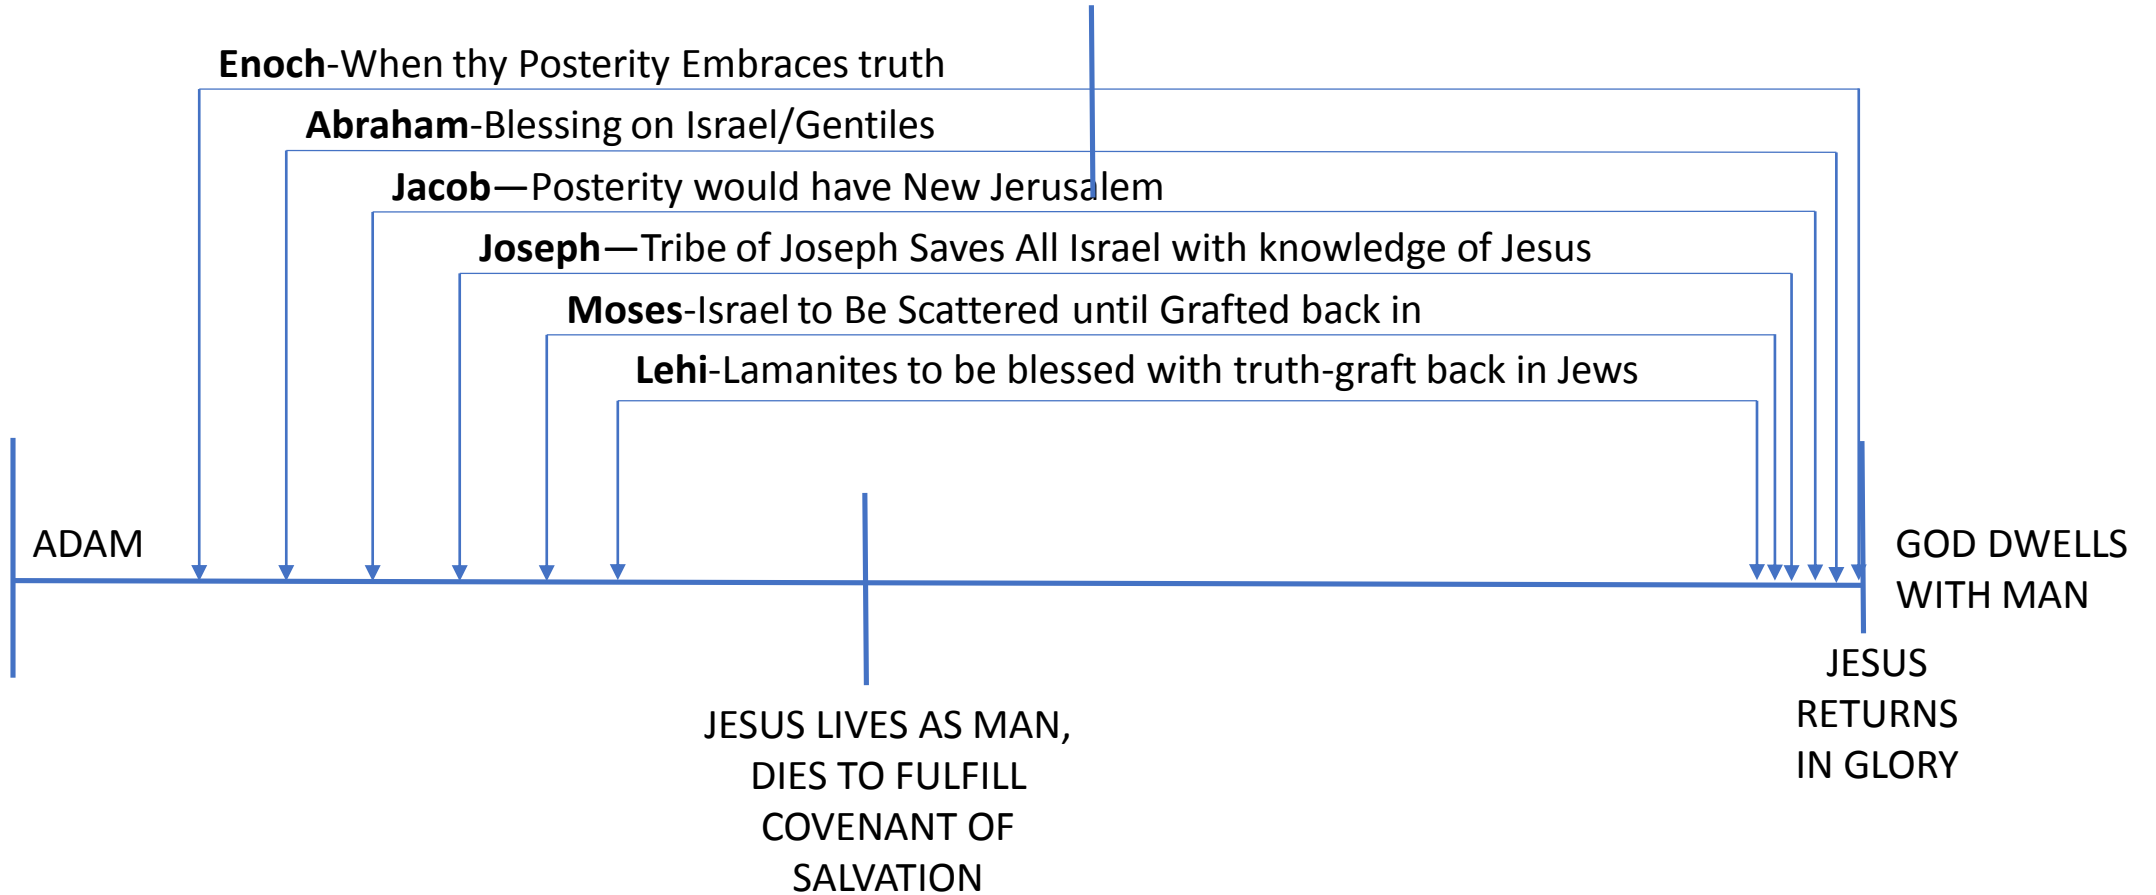 Enoch-When thy Posterity Embraces truth
Abraham-Blessing on Israel/Gentiles
Jacob—Posterity would have New Jerusalem
Joseph—Tribe of Joseph Saves All Israel with knowledge of Jesus
Moses-Israel to Be Scattered until Grafted back in
Lehi-Lamanites to be blessed with truth-graft back in Jews
ADAM
GOD DWELLS
WITH MAN
JESUS
RETURNS
IN GLORY
JESUS LIVES AS MAN,
DIES TO FULFILL
COVENANT OF
SALVATION